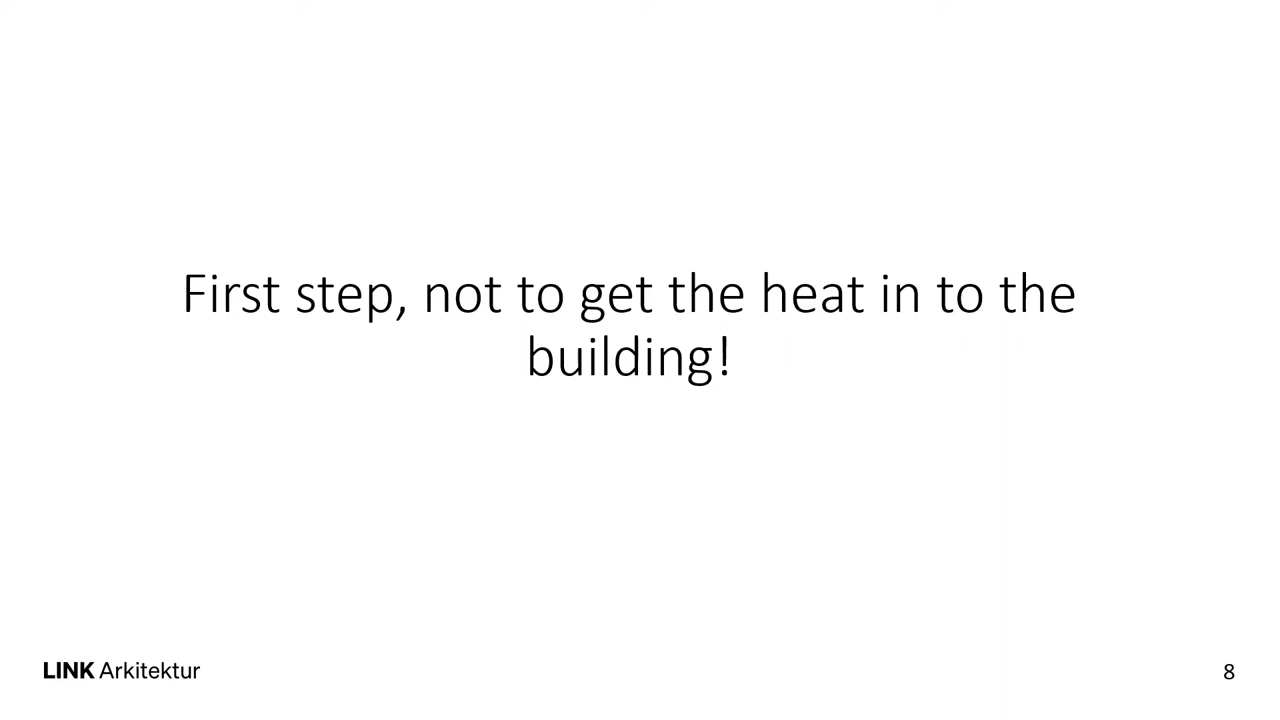 First step, not to get the heat in to the
building!
LINK Arkitektur
8